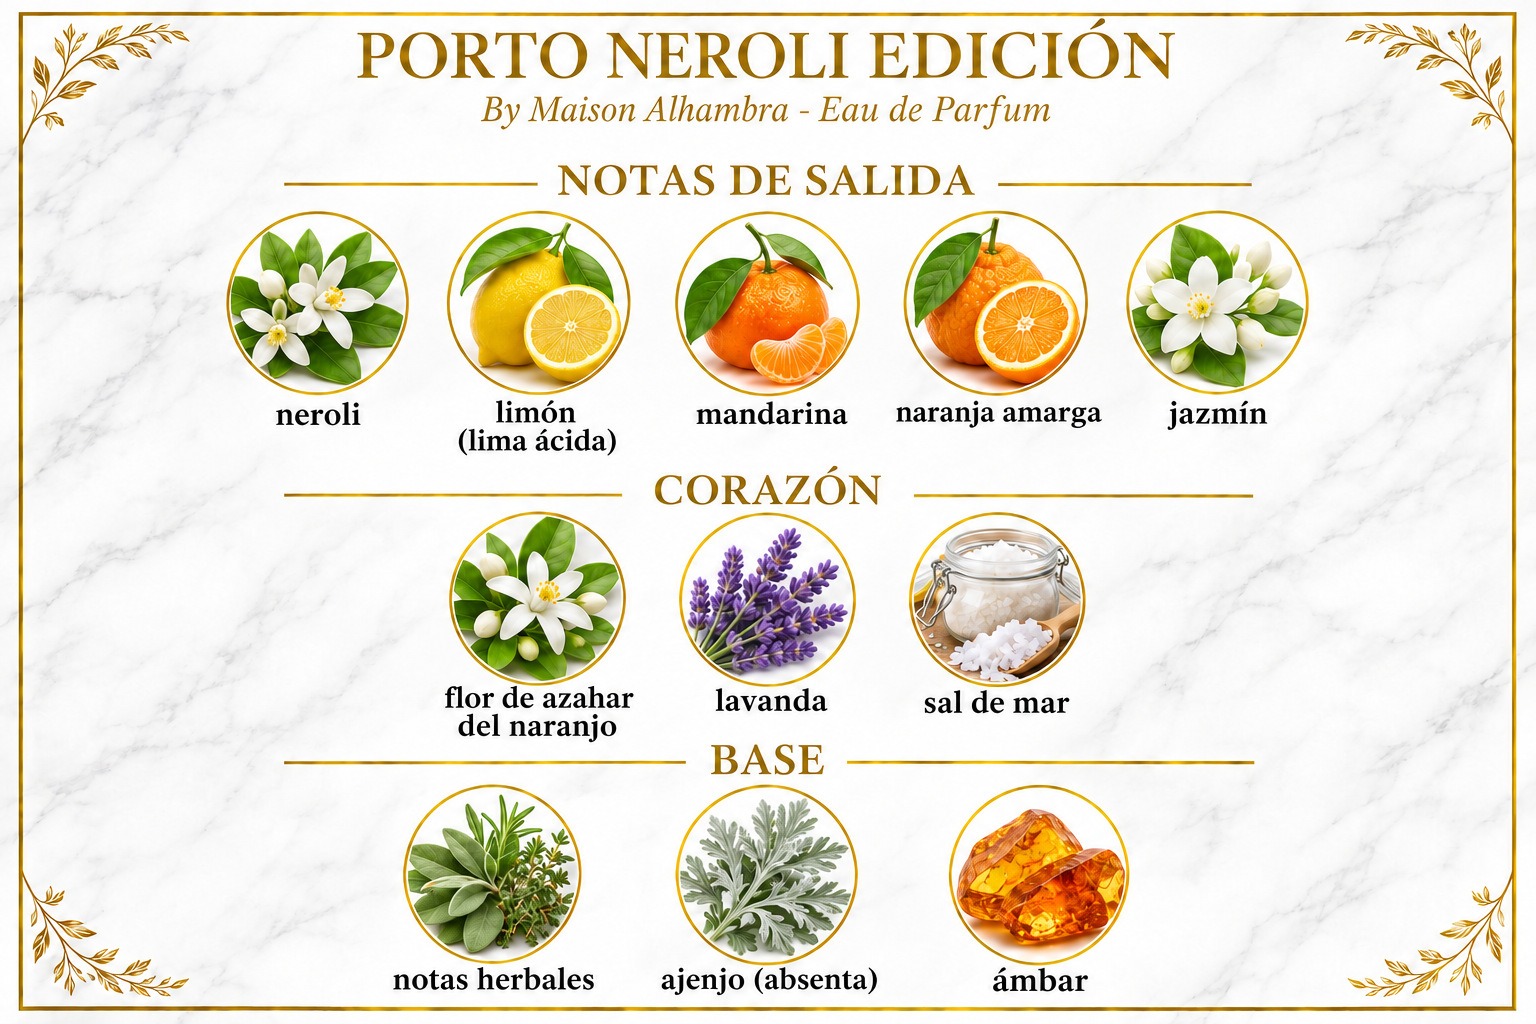 PORTO NEROLI EDICIÓN
By Maison Alhambra - Eau de Parfum
NOTAS DE SALIDA
neroli
limón
(lima ácida)
mandarina
naranja amarga
jazmín
CORAZÓN
flor de azahar
del naranjo
lavanda
sal de mar
BASE
notas herbales
ajenjo (absenta)
ámbar